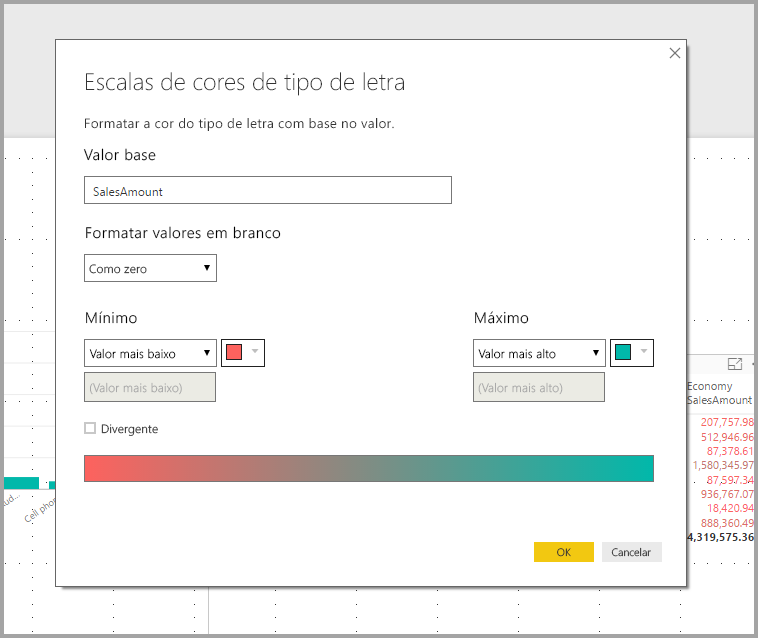 Escalas de cores de tipo de letra
Formatar a cor do tipo de letra com base no valor.
Valor base
SalesAmount
Formatar valores em branco
Como zero
Mínimo
Máximo
Valor mais baixo
Valor mais alto
(Valor mais baixo)
(Valor mais alto)
Divergente
OK
Cancelar
Economy
SalesAmount
207,757.98
512,946.96
87,378.61
1,580,345.97
87,597.34
936,767.07
18,420.94
888,360.49
4,319,575.36
ud...
Cell pho